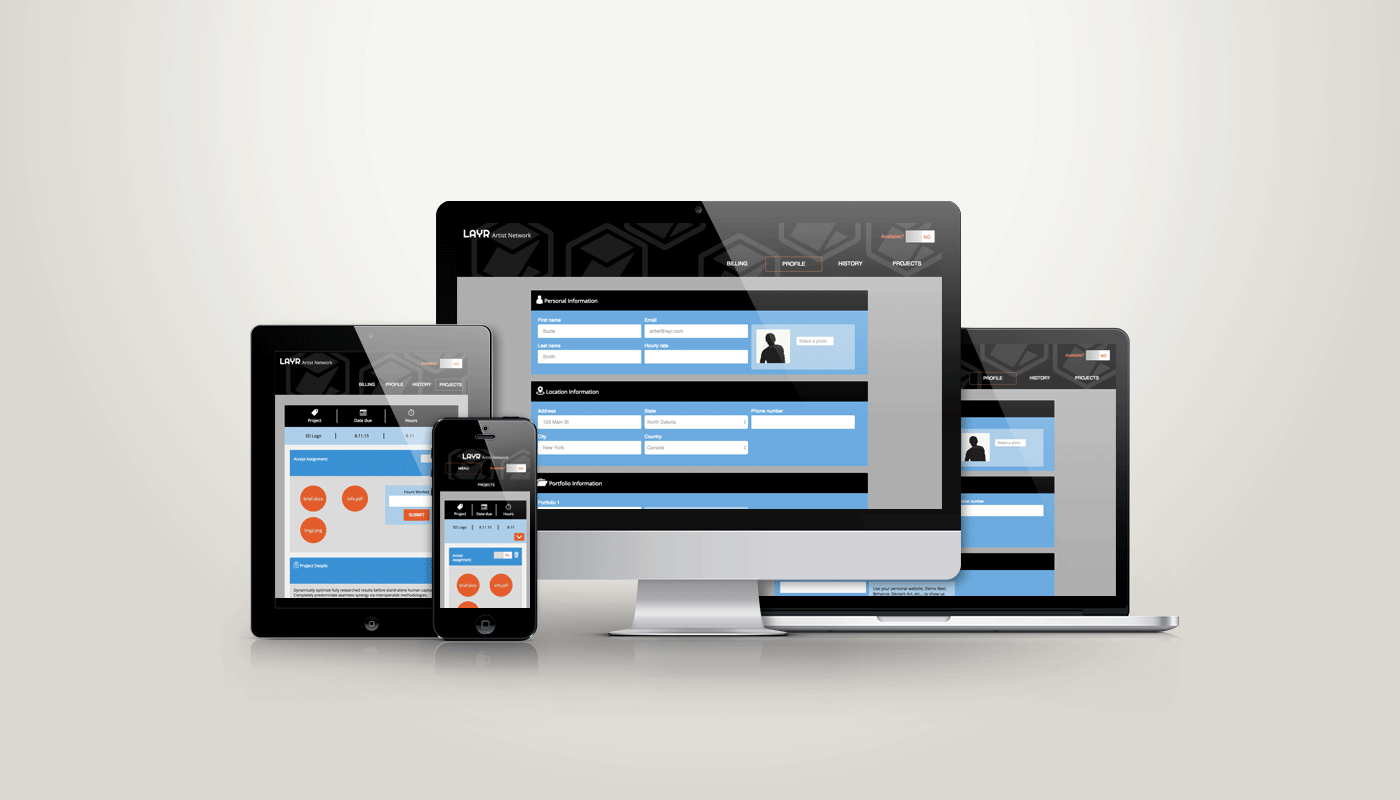 LAYR Artist Network
Available? NO
BILLING PROFILE HISTORY PROJECTS
Personal Information
First name Email
Suzie artist@layr.com
Select a photo
Last name Hourly rate
Smith
Location Information
Address State Phone number
123 Main St North Dakota
City Country
New York Canada
Portfolio Information
Portfolio 1
LAYR Artist Network
Available? NO
BILLING PROFILE HISTORY PROJECTS
Project Date due Hours
3D Logo 8.11.15 8.11
Accept Assignment
brief.docx info.pdf
Hours Worked
SUBMIT
imgs.png
Project Details
Dynamically optimize fully researched results before stand alone human
Completely predominate seamless synergy via interoperable methodologies.
LAYR Artist Network
MENU Available? NO
PROJECTS
Project Date due Hours
3D Logo 8.11.15 8.11
Accept
Assignment
No
brief.docx info.pdf
Available? NO
PROFILE HISTORY PROJECTS
Select a photo
phone number
Use your personal website, Demo Reel,
Behance, Deviant Art, etc... to show us